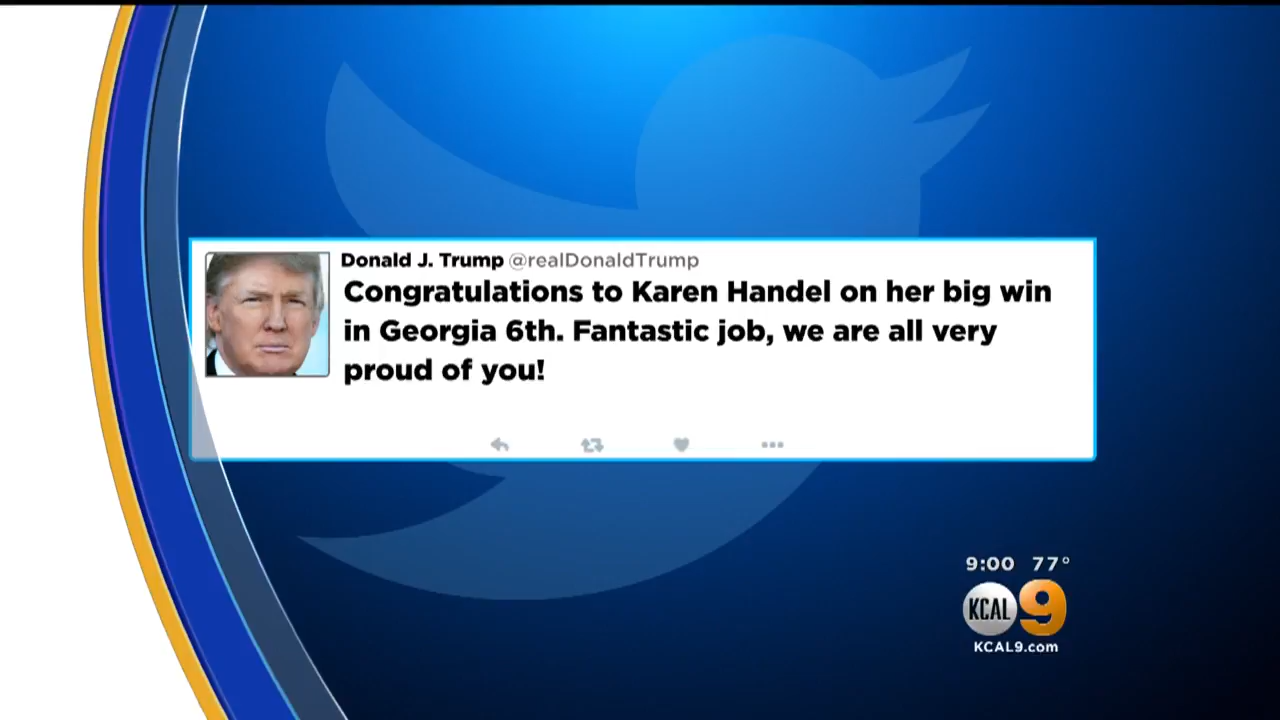 Donald J. Trump @realDonaldTrump
Congratulations to Karen Handel on her big win
in Georgia 6th. Fantastic job, we are all very
proud of you!
9:00 77°
KCAL 9
KCAL9.com